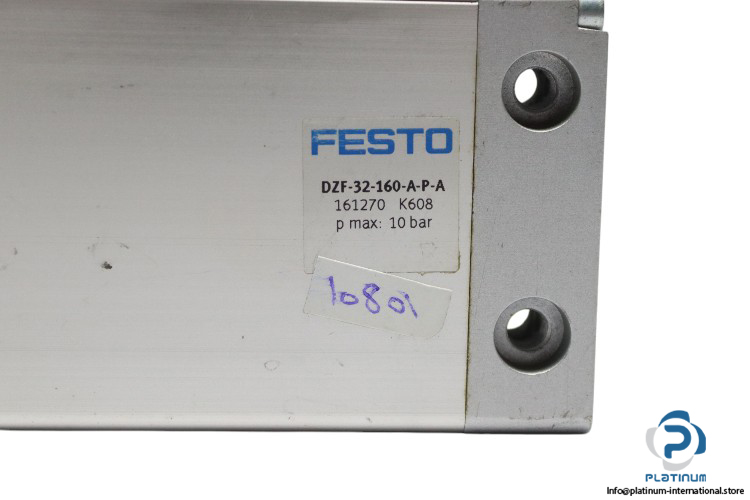 FESTO
DZF-32-160-A-P-A
161270 K608
p max: 10 bar
10801
PLATINUM
Info@platinum-international.store